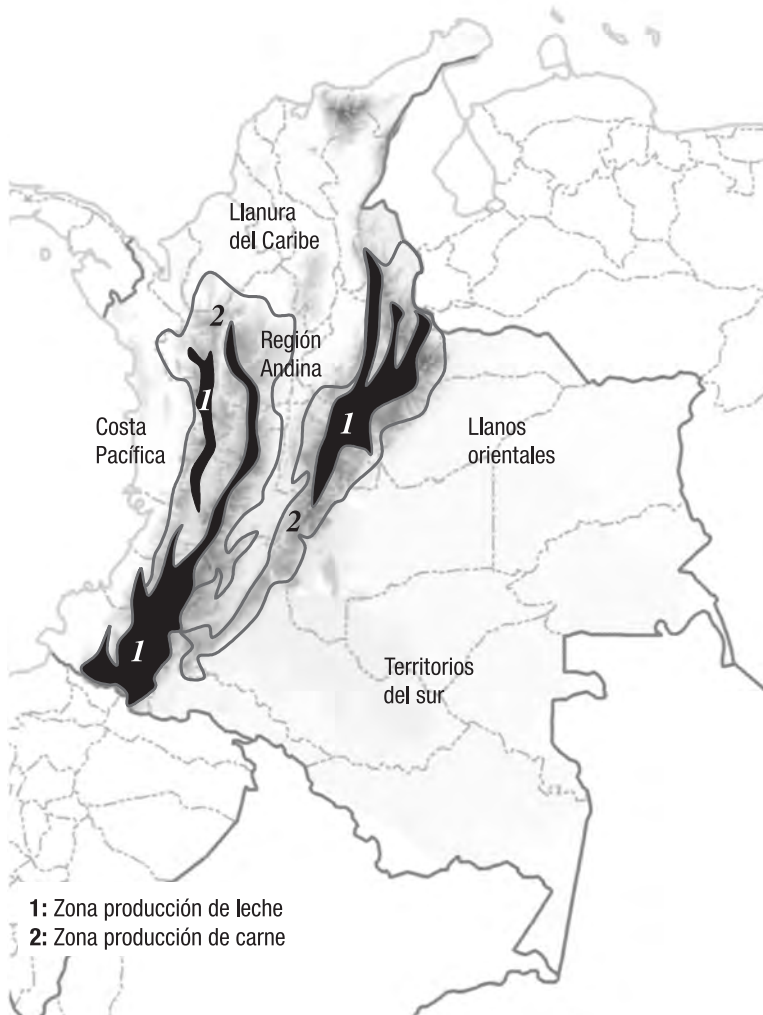 Llanura
del Caribe
2
Región
Andina
1
Costa
Pacífica
1
Llanos
orientales
2
1
Territorios
del sur
1: Zona producción de leche
2: Zona producción de carne